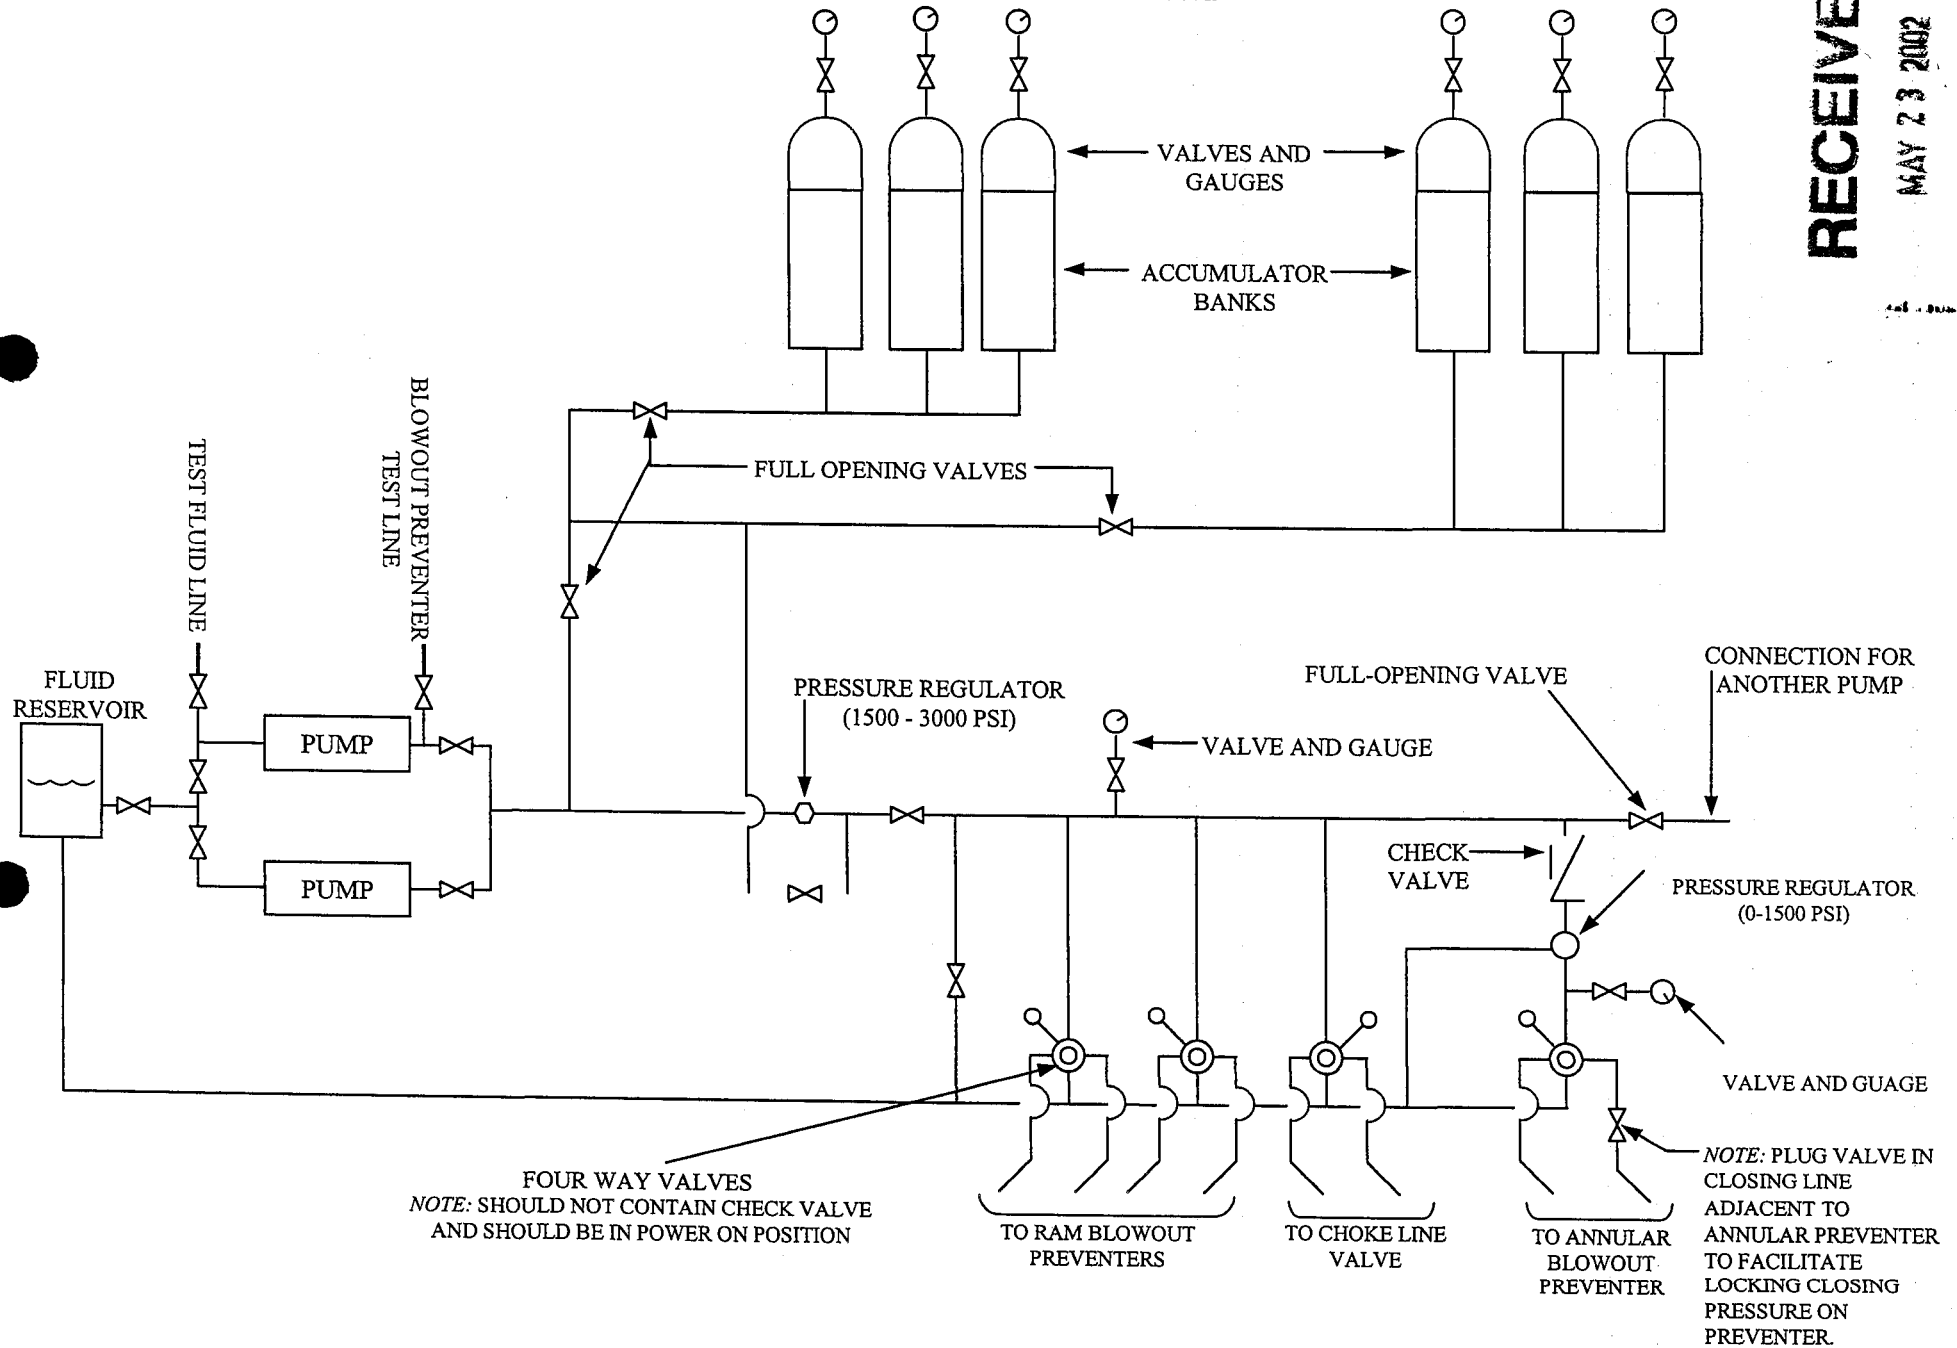 RECEIVE
MAY 23 2002
VALVES AND
GAUGES
ACCUMULATOR
BANKS
FULL OPENING VALVES
TEST FLUID LINE
BLOWOUT PREVENTER
TEST LINE
FLUID
RESERVOIR
PUMP
PUMP
PRESSURE REGULATOR
(1500 - 3000 PSI)
VALVE AND GAUGE
FULL-OPENING VALVE
CONNECTION FOR
ANOTHER PUMP
CHECK
VALVE
PRESSURE REGULATOR
(0-1500 PSI)
VALVE AND GUAGE
FOUR WAY VALVES
NOTE: SHOULD NOT CONTAIN CHECK VALVE
AND SHOULD BE IN POWER ON POSITION
TO RAM BLOWOUT
PREVENTERS
TO CHOKE LINE
VALVE
TO ANNULAR
BLOWOUT
PREVENTER
NOTE: PLUG VALVE IN
CLOSING LINE
ADJACENT TO
ANNULAR PREVENTER
TO FACILITATE
LOCKING CLOSING
PRESSURE ON
PREVENTER.